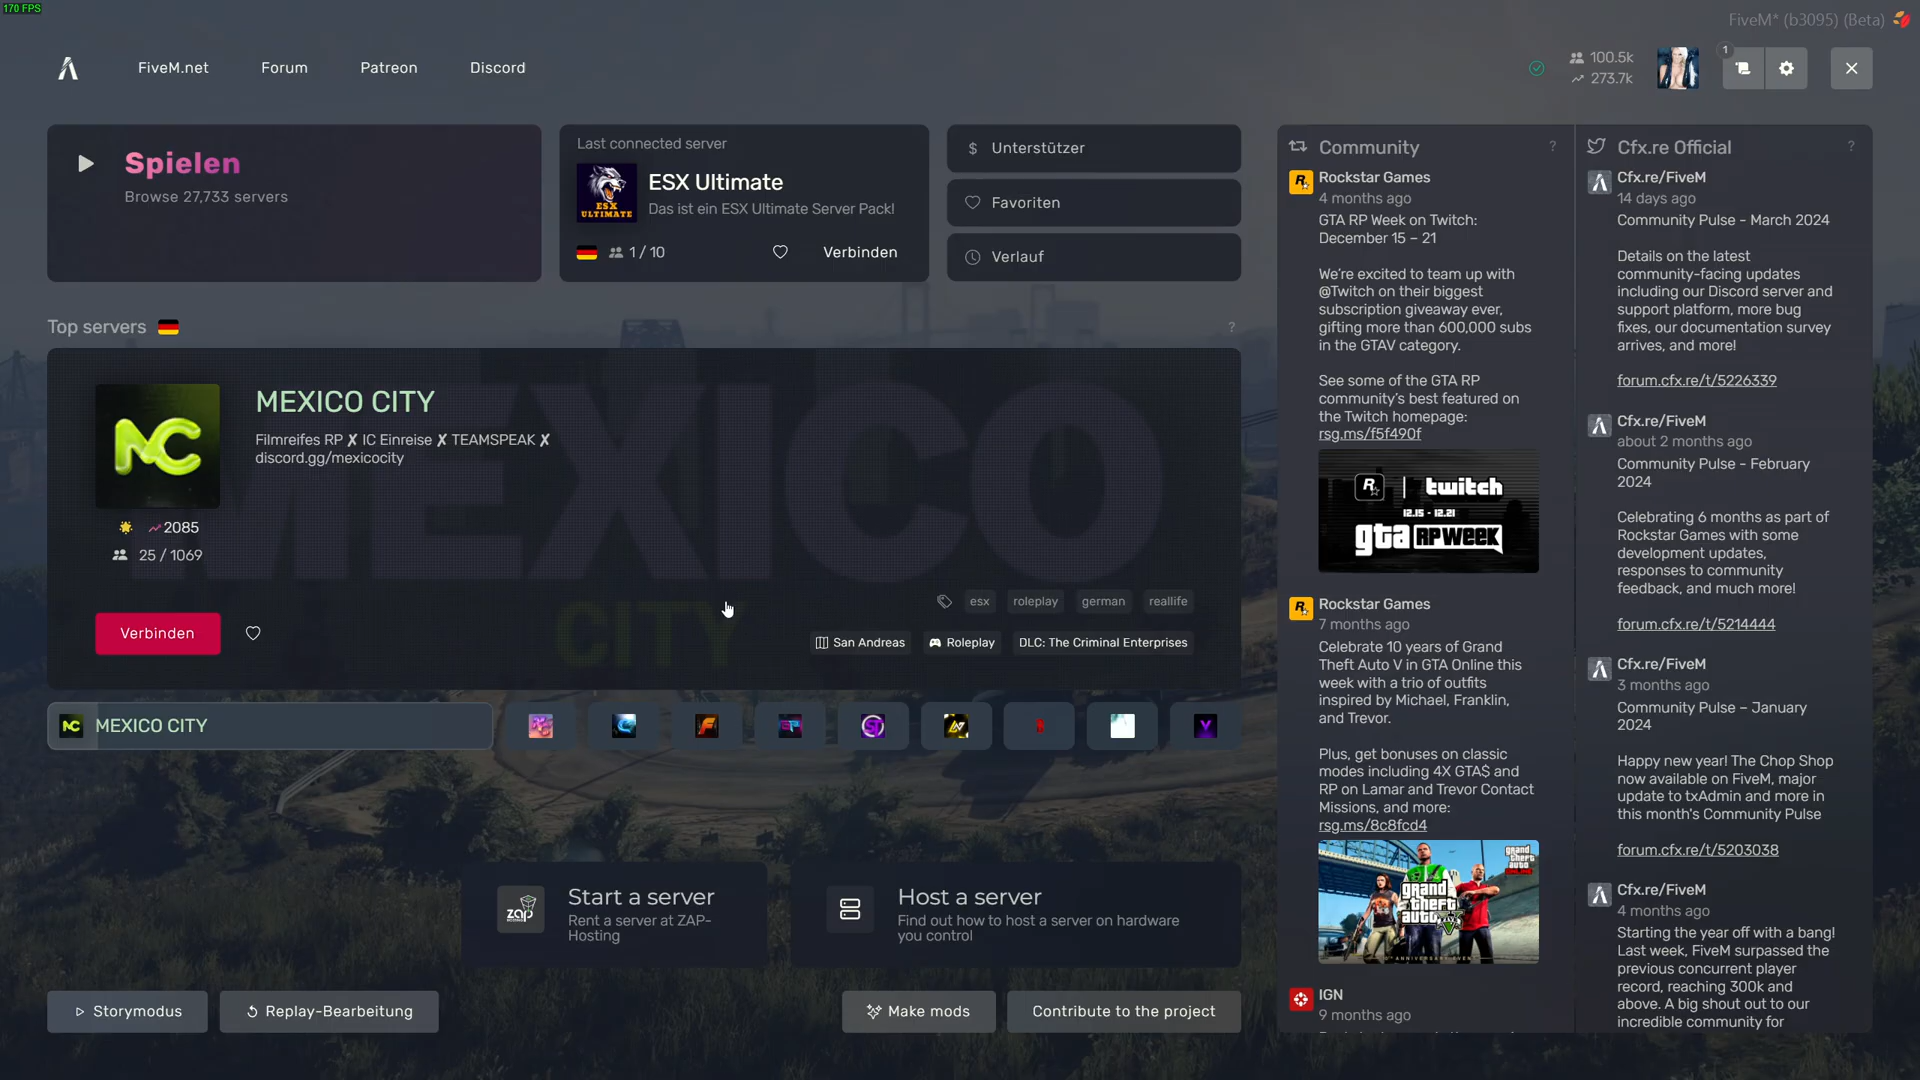 170 FPS
FiveM* (b3095) (Beta)
FiveM.net
Forum
Patreon
Discord
100.5k
273.7k
1
Spielen
Browse 27,733 servers
Last connected server
ESX ULTIMATE
ESX Ultimate
Das ist ein ESX Ultimate Server Pack!
1 / 10
Verbinden
Unterstützer
Favoriten
Verlauf
Top servers
?
MEXICO
CITY
NC
MEXICO CITY
Filmreifes RP ✗ IC Einreise ✗ TEAMSPEAK ✗
discord.gg/mexicocity
2085
25 / 1069
Verbinden
esx
roleplay
german
reallife
San Andreas
Roleplay
DLC: The Criminal Enterprises
NC
MEXICO CITY
zap
Start a server
Rent a server at ZAP-
Hosting
Host a server
Find out how to host a server on hardware
you control
Storymodus
Replay-Bearbeitung
Make mods
Contribute to the project
Community
?
Rockstar Games
4 months ago
GTA RP Week on Twitch:
December 15 – 21
We're excited to team up with
@Twitch on their biggest
subscription giveaway ever,
gifting more than 600,000 subs
in the GTAV category.
See some of the GTA RP
community's best featured on
the Twitch homepage:
rsg.ms/f5f490f
R | twitch
12.15 - 12.21
gta RP WEEK
Rockstar Games
7 months ago
Celebrate 10 years of Grand
Theft Auto V in GTA Online this
week with a trio of outfits
inspired by Michael, Franklin,
and Trevor.
Plus, get bonuses on classic
modes including 4X GTA$ and
RP on Lamar and Trevor Contact
Missions, and more:
rsg.ms/8c8fcd4
grand theft auto online
grand theft auto V
IGN
9 months ago
Cfx.re Official
?
Cfx.re/FiveM
14 days ago
Community Pulse - March 2024
Details on the latest
community-facing updates
including our Discord server and
support platform, more bug
fixes, our documentation survey
arrives, and more!
forum.cfx.re/t/5226339
Cfx.re/FiveM
about 2 months ago
Community Pulse - February
2024
Celebrating 6 months as part of
Rockstar Games with some
development updates,
responses to community
feedback, and much more!
forum.cfx.re/t/5214444
Cfx.re/FiveM
3 months ago
Community Pulse – January
2024
Happy new year! The Chop Shop
now available on FiveM, major
update to txAdmin and more in
this month's Community Pulse
forum.cfx.re/t/5203038
Cfx.re/FiveM
4 months ago
Starting the year off with a bang!
Last week, FiveM surpassed the
previous concurrent player
record, reaching 300k and
above. A big shout out to our
incredible community for